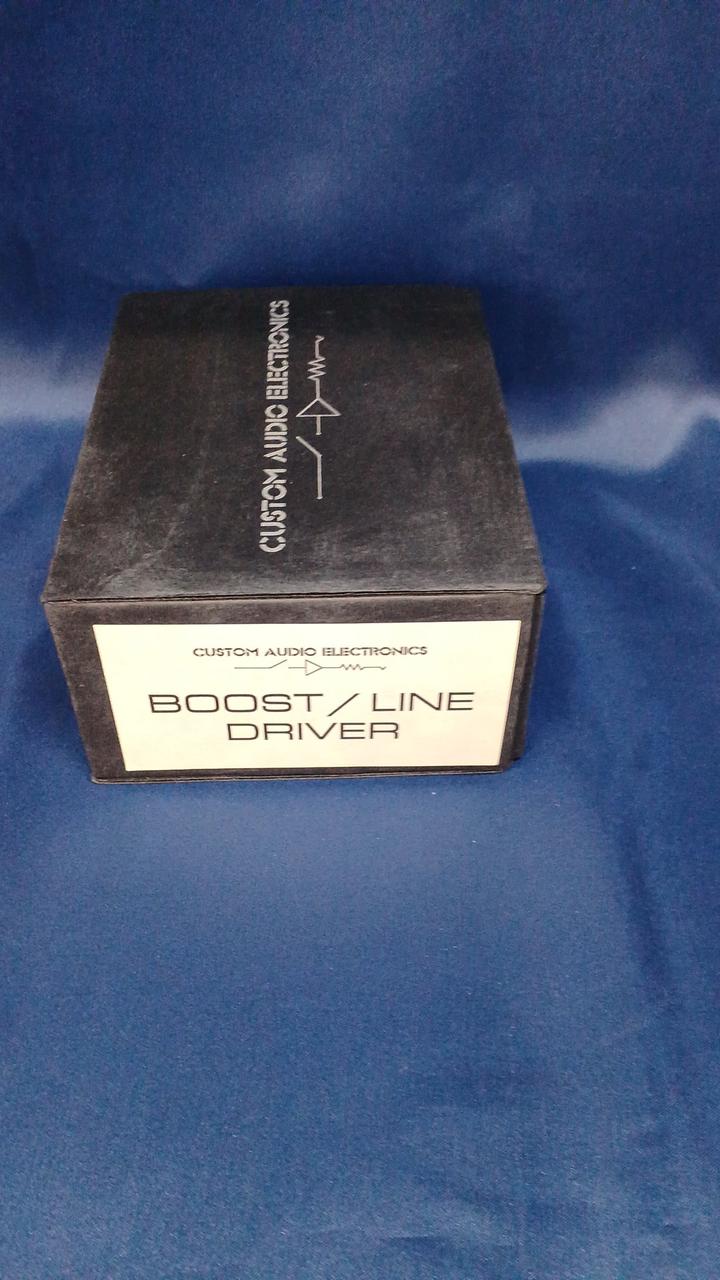 CUSTOM AUDIO ELECTRONICS
CUSTOM AUDIO ELECTRONICS
BOOST / LINE
DRIVER